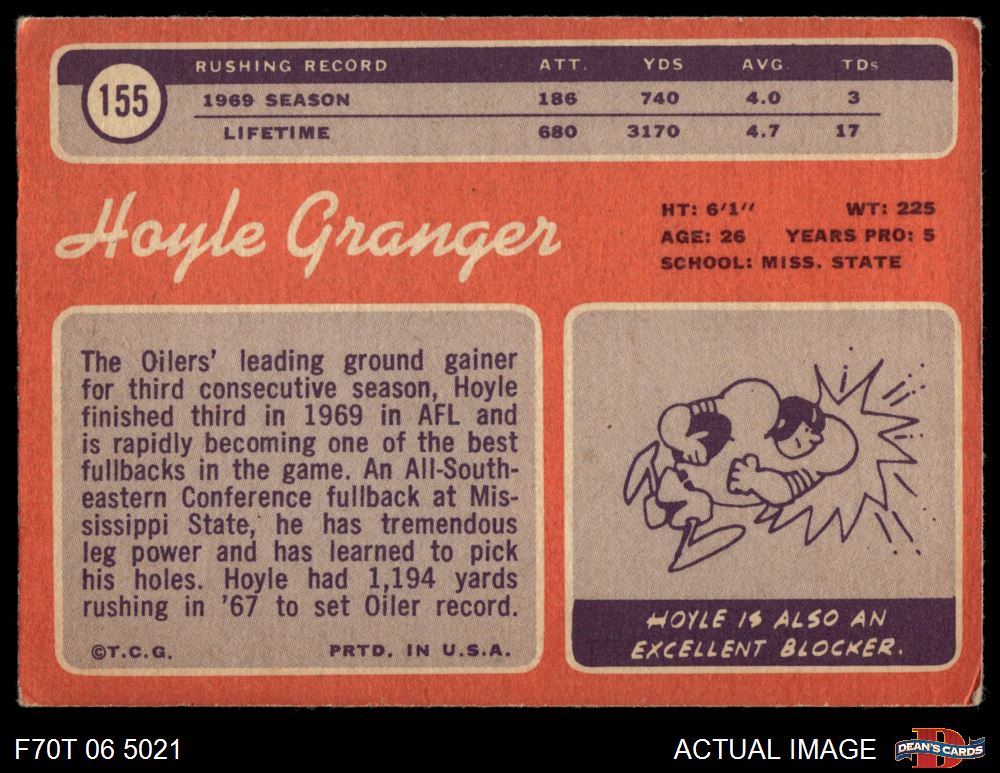 RUSHING RECORD ATT. YDS AVG. TDs
155
1969 SEASON 186 740 4.0 3
LIFETIME 680 3170 4.7 17
Hoyle Granger
HT: 6'1" WT: 225
AGE: 26 YEARS PRO: 5
SCHOOL: MISS. STATE
The Oilers' leading ground gainer
for third consecutive season, Hoyle
finished third in 1969 in AFL and
is rapidly becoming one of the best
fullbacks in the game. An All-South-
eastern Conference fullback at Mis-
sissippi State, he has tremendous
leg power and has learned to pick
his holes. Hoyle had 1,194 yards
rushing in '67 to set Oiler record.
©T.C.G. PRTD. IN U.S.A.
HOYLE IS ALSO AN
EXCELLENT BLOCKER.
F70T 06 5021
ACTUAL IMAGE
D
DEAN'S CARDS